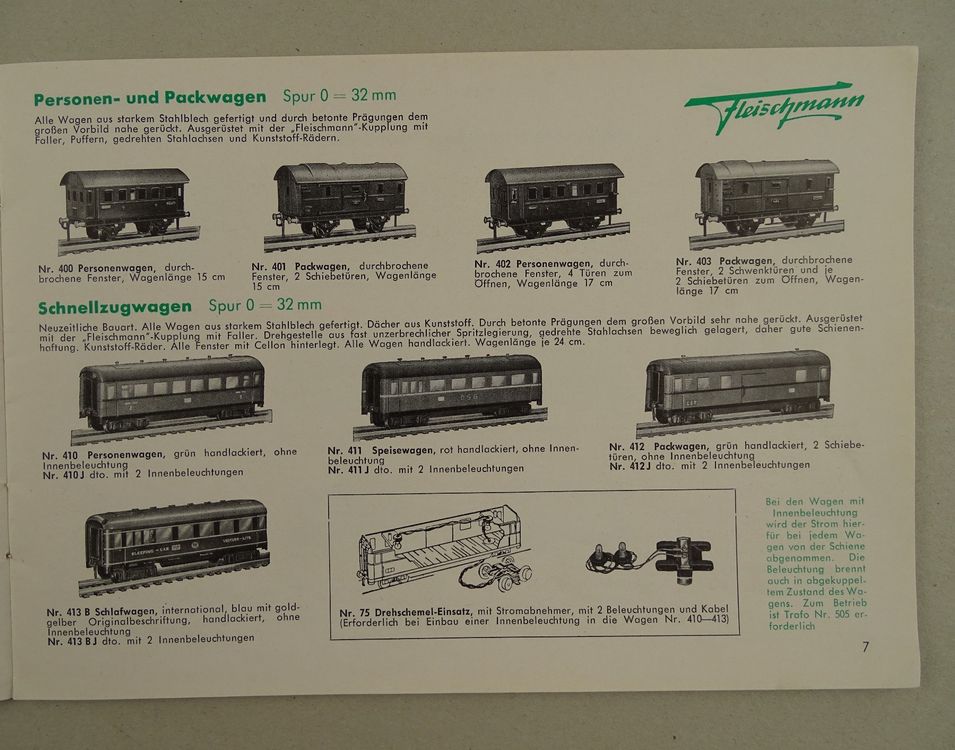 Personen- und Packwagen Spur 0 = 32 mm
Fleischmann
Alle Wagen aus starkem Stahlblech gefertigt und durch betonte Prägungen dem
großen Vorbild nahe gerückt. Ausgerüstet mit der „Fleischmann"-Kupplung mit
Faller, Puffern, gedrehten Stahlachsen und Kunststoff-Rädern.
Nr. 400 Personenwagen, durch-
brochene Fenster, Wagenlänge 15 cm
Nr. 401 Packwagen, durchbrochene
Fenster, 2 Schiebetüren, Wagenlänge
15 cm
Nr. 402 Personenwagen, durch-
brochene Fenster, 4 Türen zum
Öffnen, Wagenlänge 17 cm
Nr. 403 Packwagen, durchbrochene
Fenster, 2 Schwenktüren und je
2 Schiebetüren zum Öffnen, Wagen-
länge 17 cm
Schnellzugwagen Spur 0 = 32 mm
Neuzeitliche Bauart. Alle Wagen aus starkem Stahlblech gefertigt. Dächer aus Kunststoff. Durch betonte Prägungen dem großen Vorbild sehr nahe gerückt. Ausgerüstet
mit der „Fleischmann"-Kupplung mit Faller. Drehgestelle aus fast unzerbrechlicher Spritzlegierung, gedrehte Stahlachsen beweglich gelagert, daher gute Schienen-
haftung. Kunststoff-Räder. Alle Fenster mit Cellon hinterlegt. Alle Wagen handlackiert. Wagenlänge je 24 cm.
DSG
Nr. 410 Personenwagen, grün handlackiert, ohne
Innenbeleuchtung
Nr. 410 J dto. mit 2 Innenbeleuchtungen
Nr. 411 Speisewagen, rot handlackiert, ohne Innen-
beleuchtung
Nr. 411 J dto. mit 2 Innenbeleuchtungen
Nr. 412 Packwagen, grün handlackiert, 2 Schiebe-
türen, ohne Innenbeleuchtung
Nr. 412 J dto. mit 2 Innenbeleuchtungen
SLEEPING-CAR VOITURE-LITS
Nr. 413 B Schlafwagen, international, blau mit gold-
gelber Originalbeschriftung, handlackiert, ohne
Innenbeleuchtung
Nr. 413 BJ dto. mit 2 Innenbeleuchtungen
Nr. 75 Drehschemel-Einsatz, mit Stromabnehmer, mit 2 Beleuchtungen und Kabel
(Erforderlich bei Einbau einer Innenbeleuchtung in die Wagen Nr. 410—413)
Bei den Wagen mit
Innenbeleuchtung
wird der Strom hier-
für bei jedem Wa-
gen von der Schiene
abgenommen. Die
Beleuchtung brennt
auch in abgekuppel-
tem Zustand des Wa-
gens. Zum Betrieb
ist Trafo Nr. 505 er-
forderlich
7